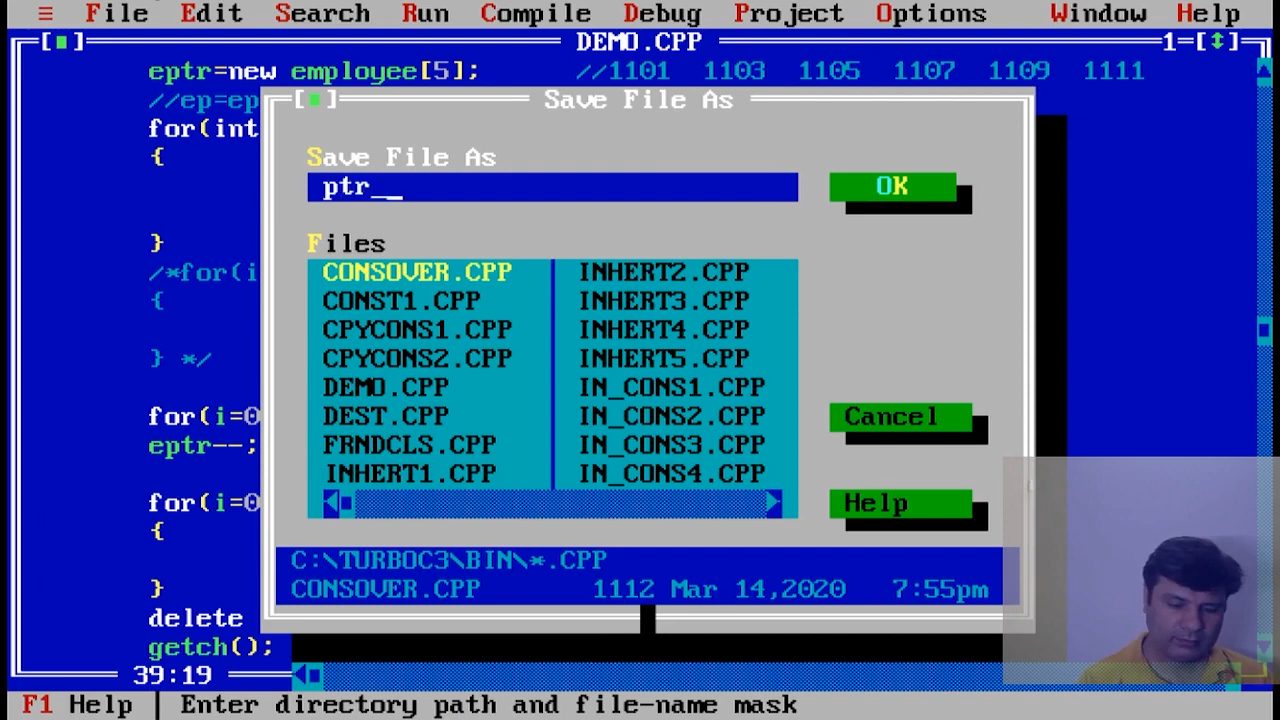 ≡ File Edit Search Run Compile Debug Project Options Window Help
[■] DEMO.CPP 1=[↕]
eptr=new employee[5]; //1101 1103 1105 1107 1109 1111
//ep=ep
for(int
{
}
/*for(i
{
} */
for(i=0
eptr--;
for(i=0
{
}
delete
getch();
39:19
[■] Save File As
Save File As
ptr_
OK
Files
CONSOVER.CPP INHERT2.CPP
CONST1.CPP INHERT3.CPP
CPYCONS1.CPP INHERT4.CPP
CPYCONS2.CPP INHERT5.CPP
DEMO.CPP IN_CONS1.CPP
DEST.CPP IN_CONS2.CPP
FRNDCLS.CPP IN_CONS3.CPP
INHERT1.CPP IN_CONS4.CPP
Cancel
Help
C:\TURBOC3\BIN\*.CPP
CONSOVER.CPP 1112 Mar 14,2020 7:55pm
F1 Help | Enter directory path and file-name mask